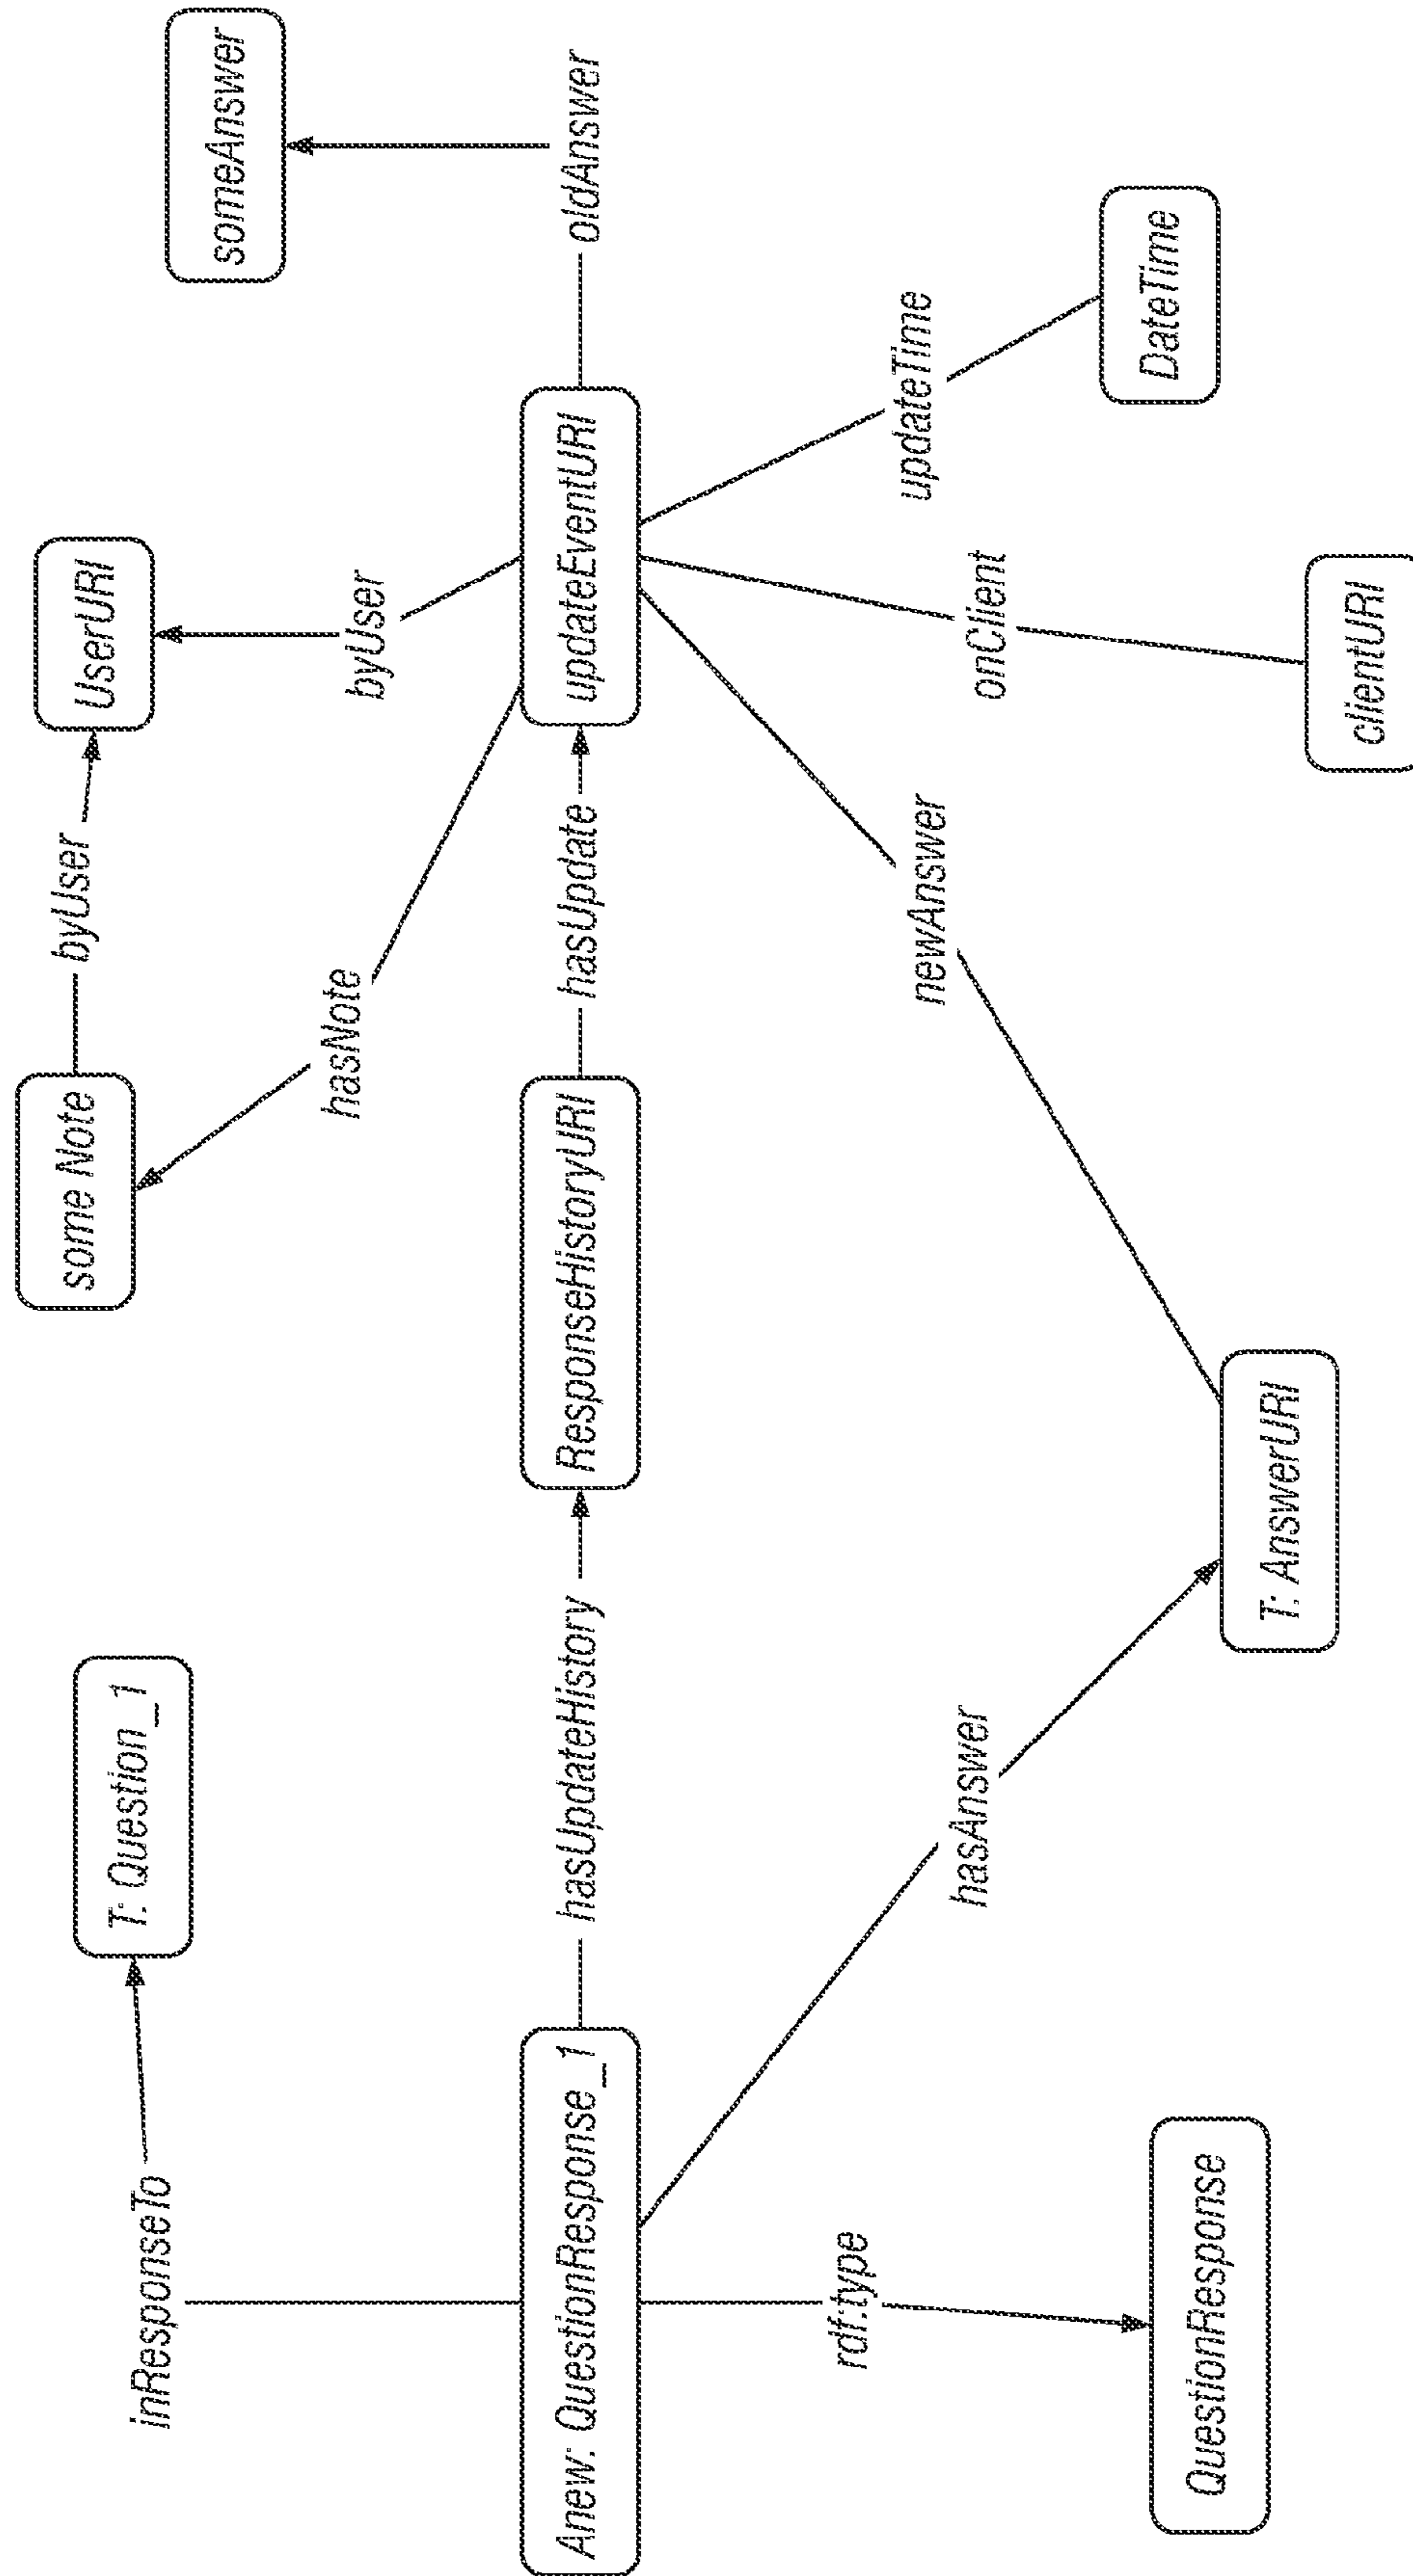 inResponseTo
T: Question_1
some Note
byUser
UserURI
someAnswer
hasNote
byUser
Anew: QuestionResponse_1
hasUpdateHistory
ResponseHistoryURI
hasUpdate
updateEventURI
oldAnswer
rdf:type
hasAnswer
newAnswer
onClient
updateTime
QuestionResponse
T: AnswerURI
clientURI
DateTime